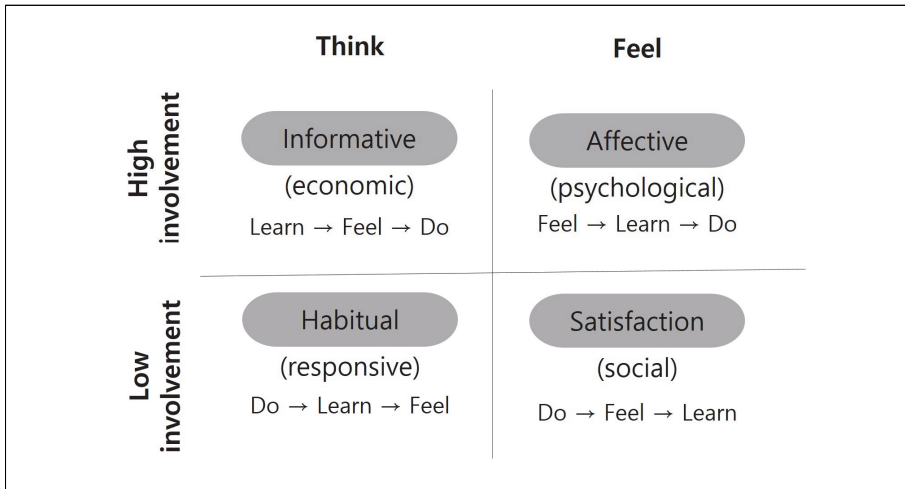 Think
Feel
High
involvement
Informative
(economic)
Learn → Feel → Do
Affective
(psychological)
Feel → Learn → Do
Low
involvement
Habitual
(responsive)
Do → Learn → Feel
Satisfaction
(social)
Do → Feel → Learn